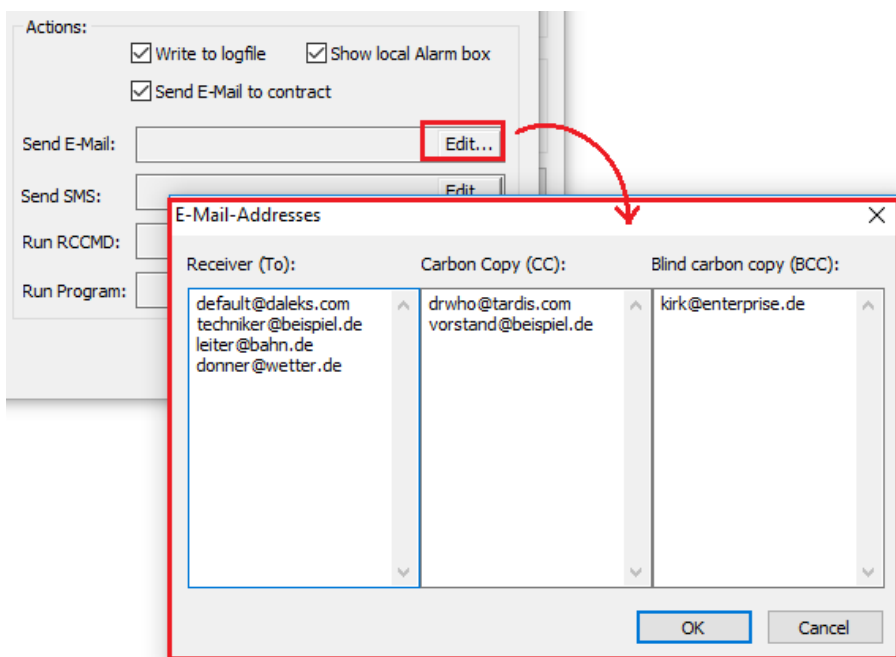 Actions:
Write to logfile Show local Alarm box
Send E-Mail to contract
Send E-Mail: Edit...
Send SMS: Edit
Run RCCMD:
Run Program:
E-Mail-Addresses
Receiver (To): Carbon Copy (CC): Blind carbon copy (BCC):
default@daleks.com drwho@tardis.com kirk@enterprise.de
techniker@beispiel.de vorstand@beispiel.de
leiter@bahn.de
donner@wetter.de
OK Cancel